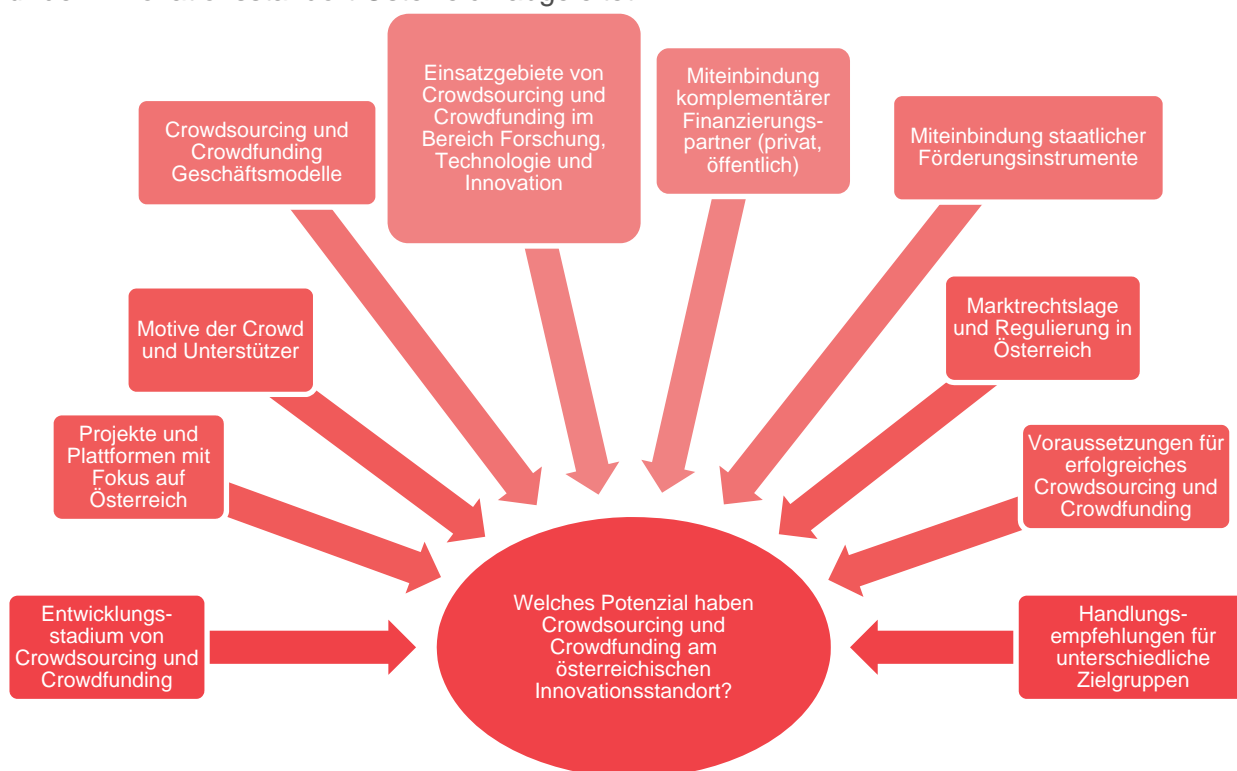 Einsatzgebiete von
Crowdsourcing und
Crowdfunding im
Bereich Forschung,
Technologie und
Innovation
Miteinbindung
komplementärer
Finanzierungs-
partner (privat,
öffentlich)
Crowdsourcing und
Crowdfunding
Geschäftsmodelle
Miteinbindung staatlicher
Förderungsinstrumente
Motive der Crowd
und Unterstützer
Marktrechtslage
und Regulierung in
Österreich
Projekte und
Plattformen mit
Fokus auf
Österreich
Voraussetzungen für
erfolgreiches
Crowdsourcing und
Crowdfunding
Entwicklungs-
stadium von
Crowdsourcing und
Crowdfunding
Welches Potenzial haben
Crowdsourcing und
Crowdfunding am
österreichischen
Innovationsstandort?
Handlungs-
empfehlungen für
unterschiedliche
Zielgruppen